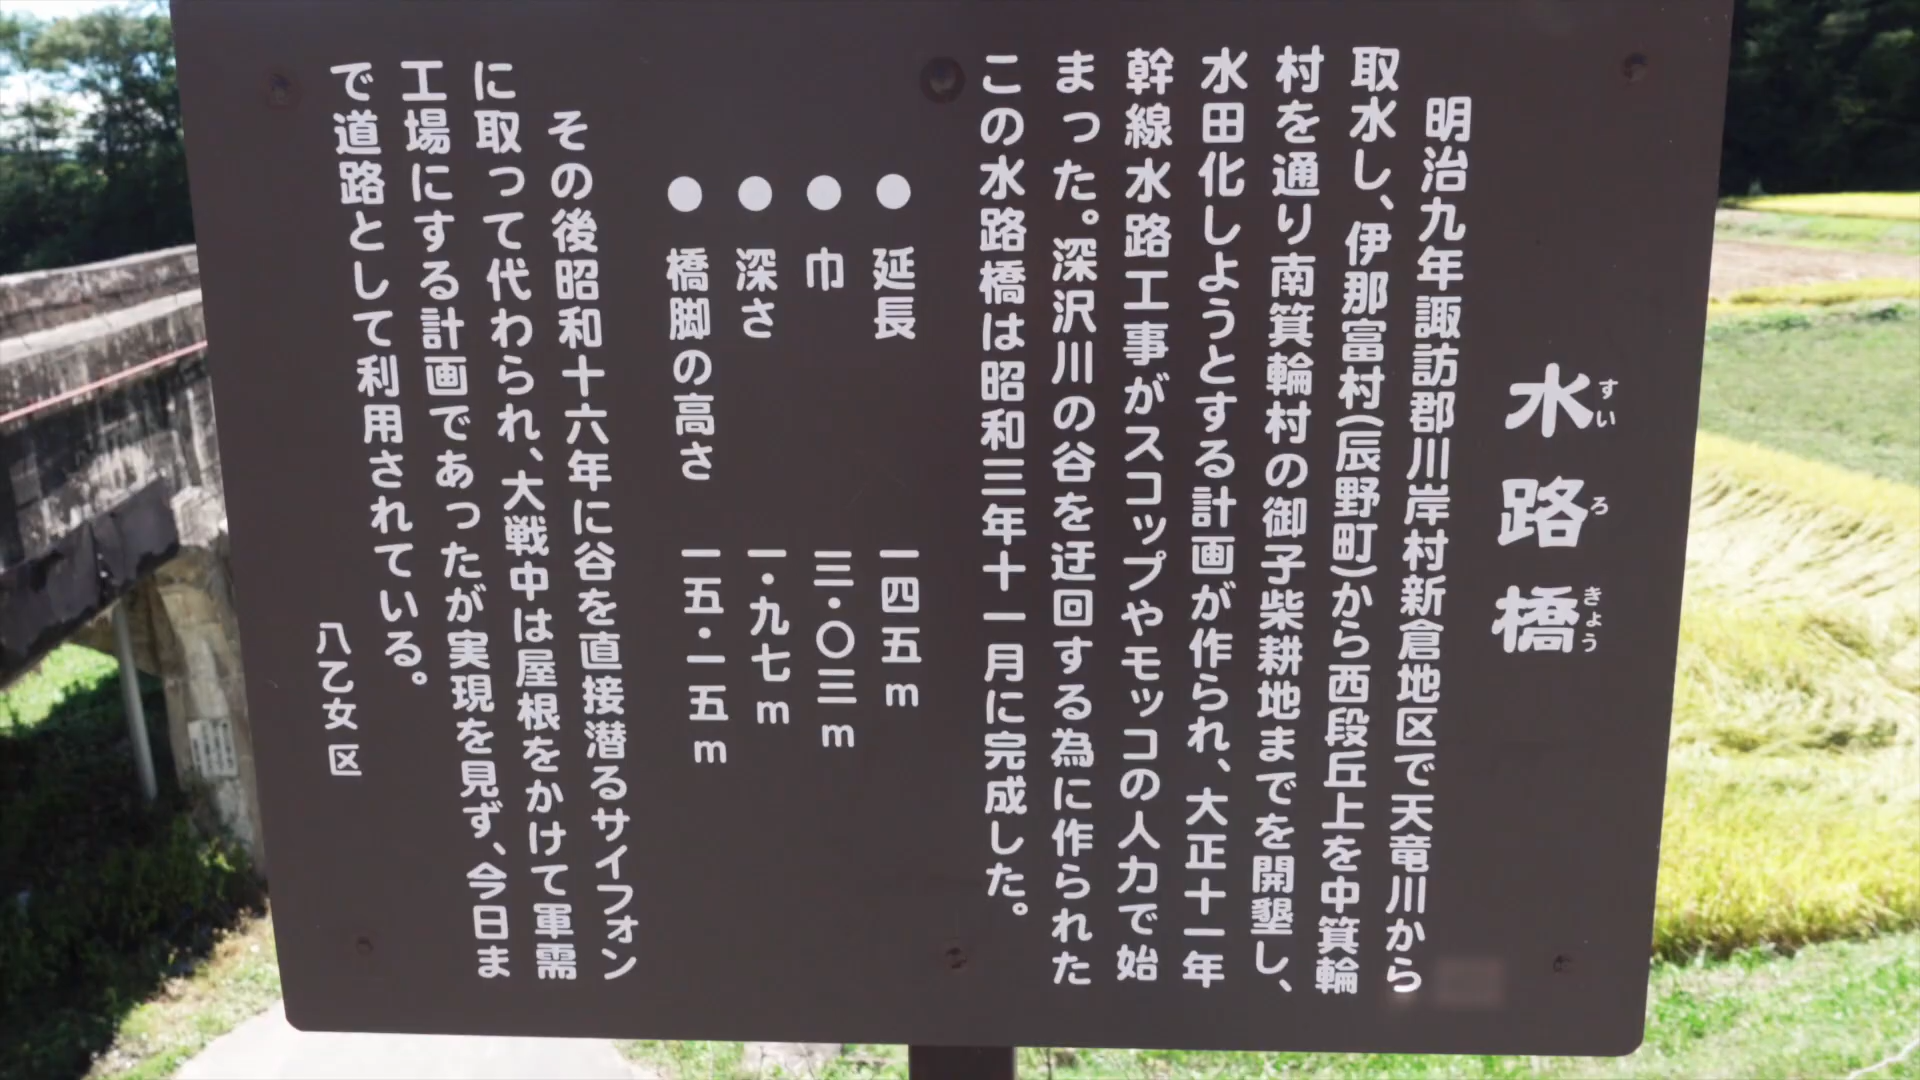 水路橋
すいろきょう
明治九年諏訪郡川岸村新倉地区で天竜川から
取水し、伊那富村(辰野町)から西段丘上を中箕輪
村を通り南箕輪村の御子柴耕地までを開墾し、
水田化しようとする計画が作られ、大正十一年
幹線水路工事がスコップやモッコの人力で始
まった。深沢川の谷を迂回する為に作られた
この水路橋は昭和三年十一月に完成した。
●延長 一四五m
●巾 三・〇三m
●深さ 一・九七m
●橋脚の高さ 一五・一五m
その後昭和十六年に谷を直接潜るサイフォン
に取って代わられ、大戦中は屋根をかけて軍需
工場にする計画であったが実現を見ず、今日ま
で道路として利用されている。
八乙女区